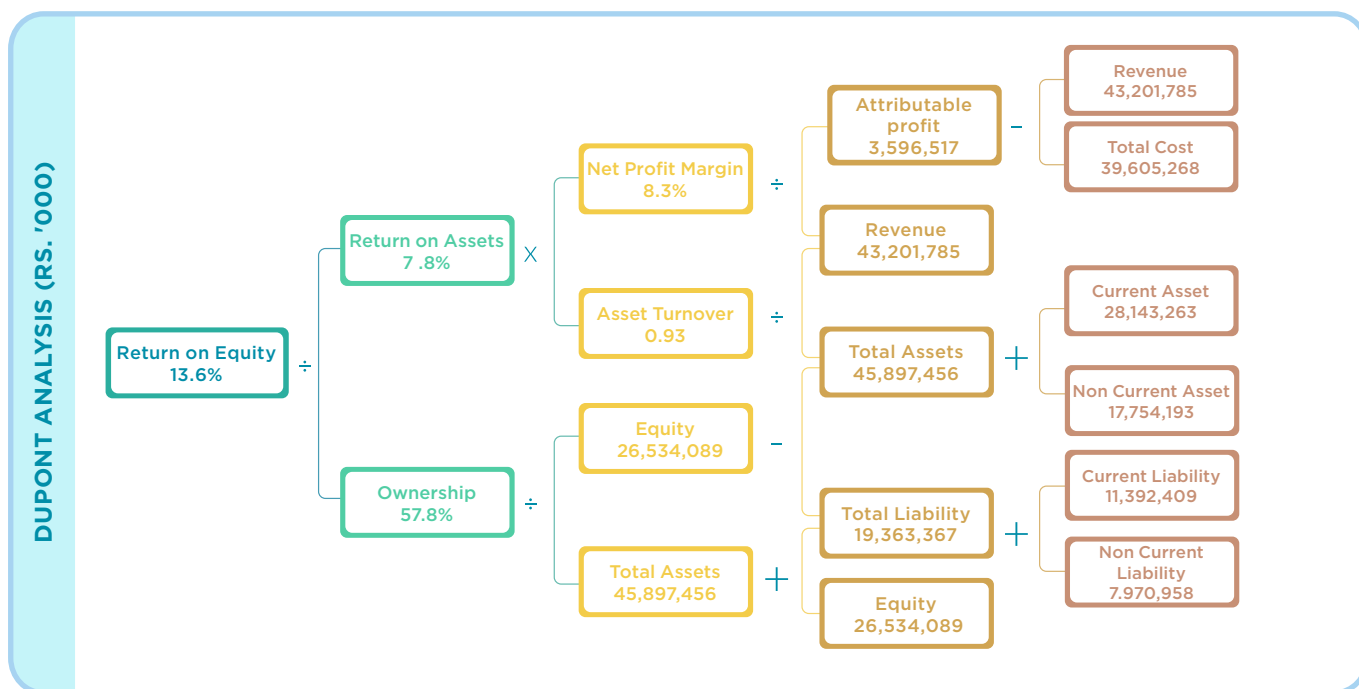 DUPONT ANALYSIS (RS. '000)
Return on Equity
13.6%
÷
Return on Assets
7 .8%
X
Ownership
57.8%
÷
Net Profit Margin
8.3%
÷
Asset Turnover
0.93
÷
Equity
26,534,089
-
Total Assets
45,897,456
+
Attributable
profit
3,596,517
-
Revenue
43,201,785
Total Assets
45,897,456
+
Total Liability
19,363,367
+
Equity
26,534,089
Revenue
43,201,785
Total Cost
39,605,268
Current Asset
28,143,263
Non Current Asset
17,754,193
Current Liability
11,392,409
Non Current
Liability
7.970,958